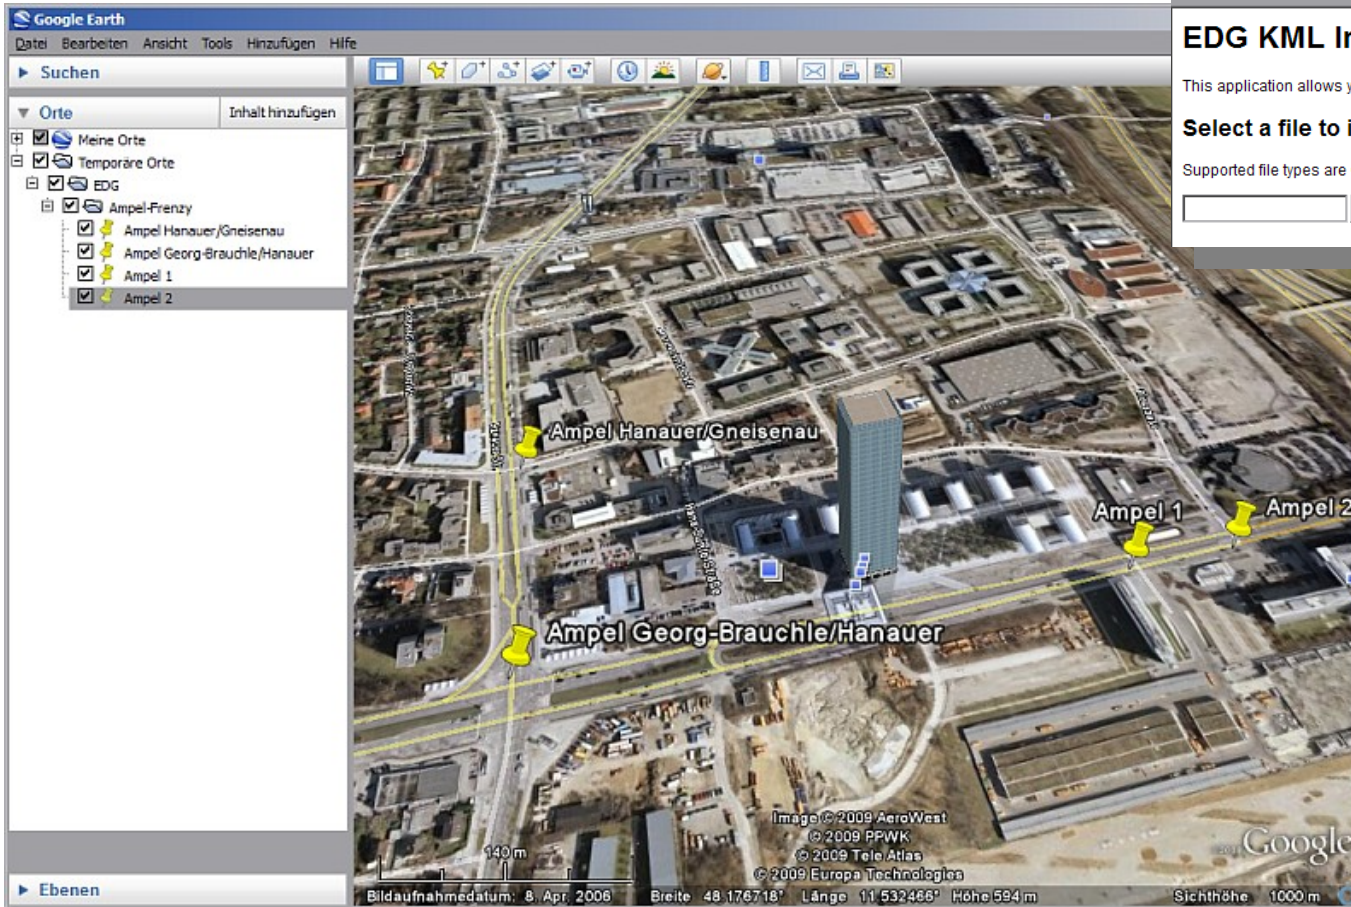 Google Earth
Datei Bearbeiten Ansicht Tools Hinzufügen Hilfe
Suchen
Orte
Inhalt hinzufügen
Meine Orte
Temporäre Orte
EDG
Ampel-Frenzy
Ampel Hanauer/Gneisenau
Ampel Georg-Brauchle/Hanauer
Ampel 1
Ampel 2
Ebenen
EDG KML
This application allows
Select a file to
Supported file types are
Ampel Hanauer/Gneisenau
Ampel 1
Ampel 2
Ampel Georg-Brauchle/Hanauer
Hans-Sapf-Straße
Image © 2009 AeroWest
© 2009 PPWK
© 2009 Tele Atlas
© 2009 Europa Technologies
Google
140 m
Bildaufnahmedatum: 8. Apr. 2006 Breite 48.176718° Länge 11.532466° Höhe 594 m Sichthöhe 1000 m